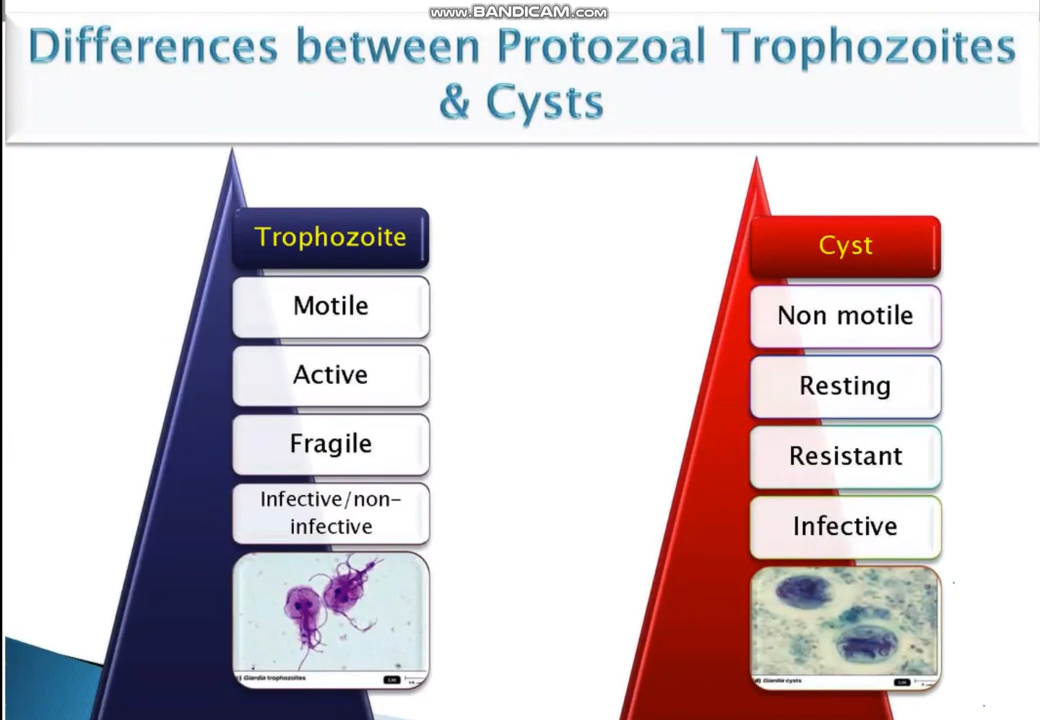 www.BANDICAM.com
Differences between Protozoal Trophozoites
& Cysts
Trophozoite
Motile
Active
Fragile
Infective/non-
infective
Giardia trophozoites
Cyst
Non motile
Resting
Resistant
Infective
Giardia cysts